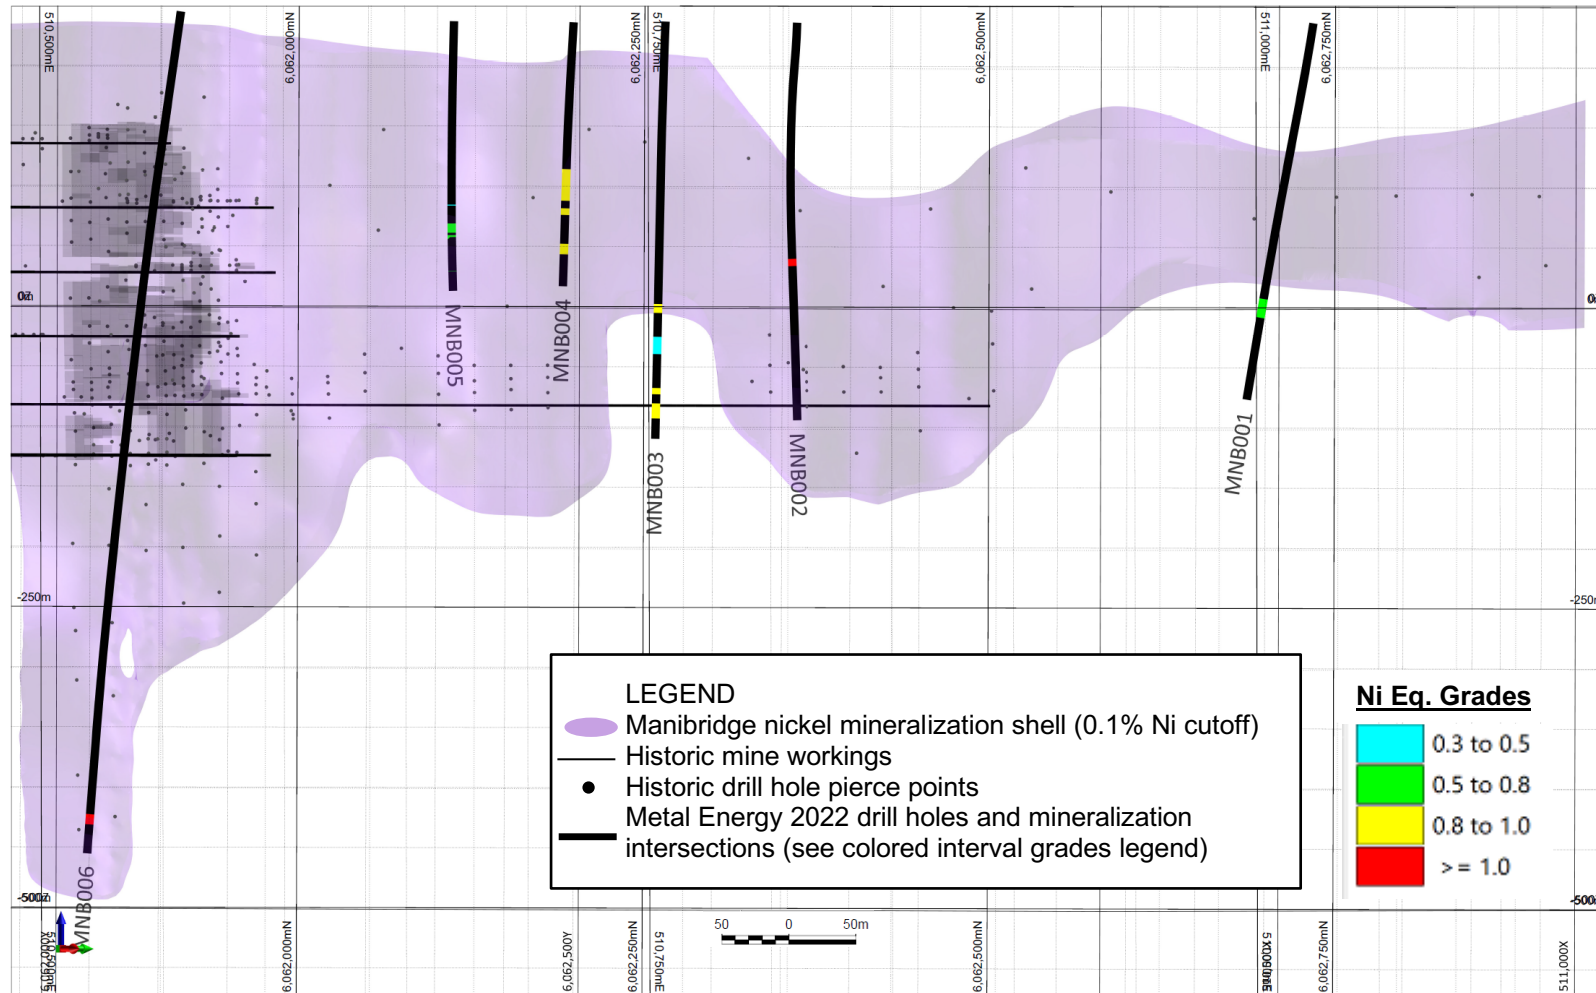 510,500mE
6,062,000mN
6,062,250mN
510,750mE
6,062,500mN
511,000mE
6,062,750mN
MNB005
MNB004
MNB003
MNB002
MNB001
MNB006
-250m
-250m
LEGEND
Manibridge nickel mineralization shell (0.1% Ni cutoff)
Historic mine workings
Historic drill hole pierce points
Metal Energy 2022 drill holes and mineralization
intersections (see colored interval grades legend)
Ni Eq. Grades
0.3 to 0.5
0.5 to 0.8
0.8 to 1.0
>= 1.0
50 0 50m
6,062,000mN
6,062,500Y
6,062,250mN
510,750mE
6,062,500mN
6,062,750mN
511,000X